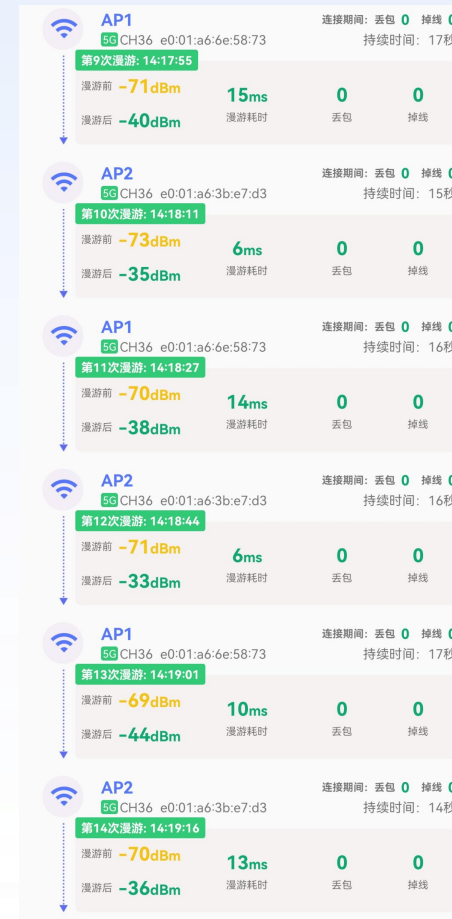 AP1 连接期间: 丢包 0 掉线 0
5G CH36 e0:01:a6:6e:58:73 持续时间: 17秒
第9次漫游: 14:17:55
漫游前 -71dBm 15ms 0 0
漫游后 -40dBm 漫游耗时 丢包 掉线
AP2 连接期间: 丢包 0 掉线 0
5G CH36 e0:01:a6:3b:e7:d3 持续时间: 15秒
第10次漫游: 14:18:11
漫游前 -73dBm 6ms 0 0
漫游后 -35dBm 漫游耗时 丢包 掉线
AP1 连接期间: 丢包 0 掉线 0
5G CH36 e0:01:a6:6e:58:73 持续时间: 16秒
第11次漫游: 14:18:27
漫游前 -70dBm 14ms 0 0
漫游后 -38dBm 漫游耗时 丢包 掉线
AP2 连接期间: 丢包 0 掉线 0
5G CH36 e0:01:a6:3b:e7:d3 持续时间: 16秒
第12次漫游: 14:18:44
漫游前 -71dBm 6ms 0 0
漫游后 -33dBm 漫游耗时 丢包 掉线
AP1 连接期间: 丢包 0 掉线 0
5G CH36 e0:01:a6:6e:58:73 持续时间: 17秒
第13次漫游: 14:19:01
漫游前 -69dBm 10ms 0 0
漫游后 -44dBm 漫游耗时 丢包 掉线
AP2 连接期间: 丢包 0 掉线 0
5G CH36 e0:01:a6:3b:e7:d3 持续时间: 14秒
第14次漫游: 14:19:16
漫游前 -70dBm 13ms 0 0
漫游后 -36dBm 漫游耗时 丢包 掉线